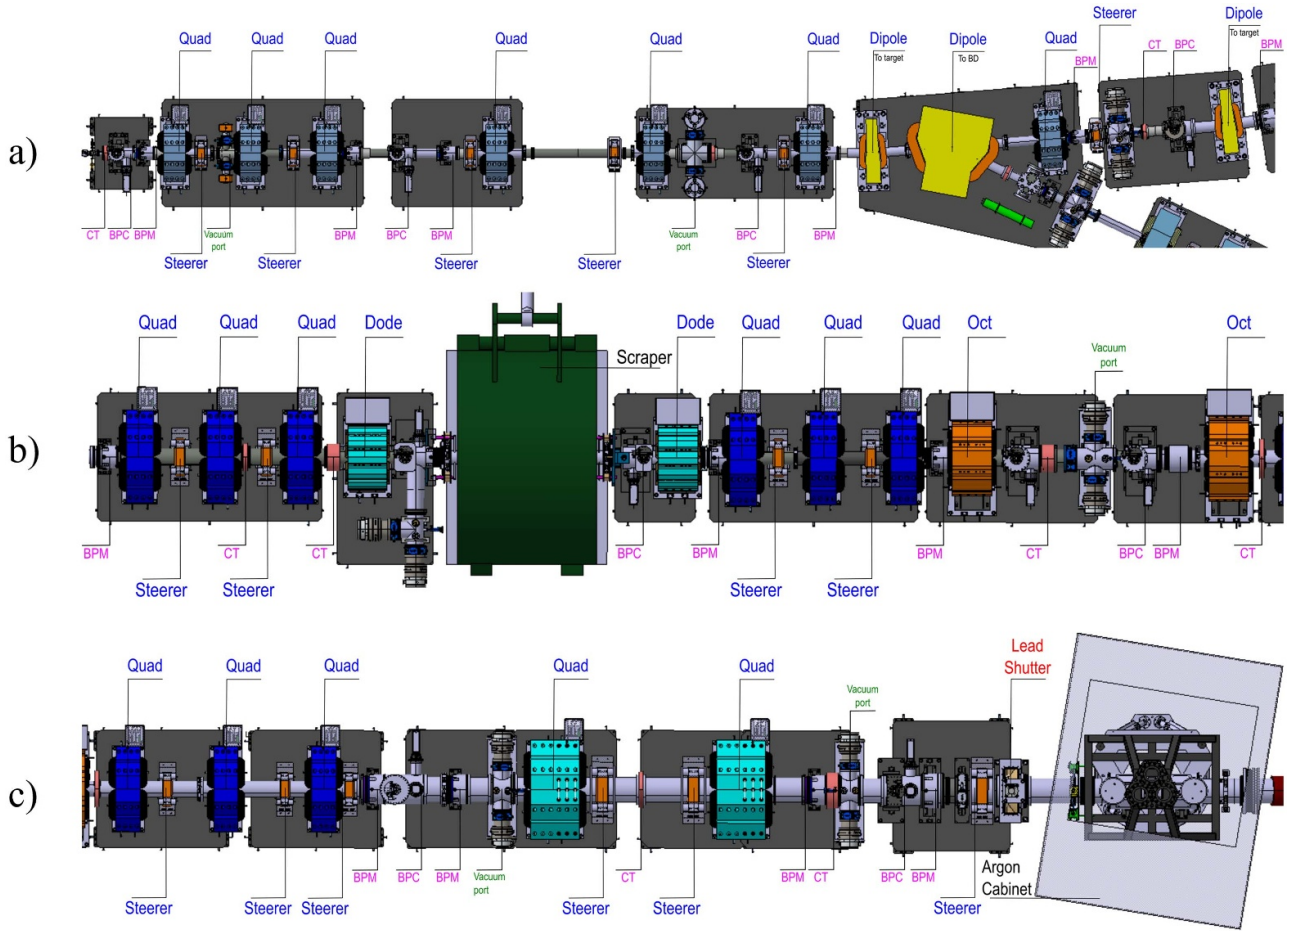 Steerer
Dipole
To target
Quad
Quad
Quad
Quad
Quad
Quad
Dipole
To target
Dipole
To BD
Quad
BPM
CT
BPC
BPM
a)
CT
BPC
BPM
Vacuum
port
BPM
BPC
BPM
Vacuum
port
BPC
BPM
Steerer
Steerer
Steerer
Steerer
Steerer
Quad
Quad
Quad
Dode
Scraper
Dode
Quad
Quad
Quad
Oct
Vacuum
port
Oct
b)
BPM
CT
CT
BPC
BPM
BPM
CT
BPC
BPM
CT
Steerer
Steerer
Steerer
Steerer
Quad
Quad
Quad
Quad
Quad
Vacuum
port
Lead
Shutter
c)
BPM
BPC
BPM
Vacuum
port
CT
BPM
CT
BPC
BPM
Argon
Cabinet
Steerer
Steerer
Steerer
Steerer
Steerer
Steerer